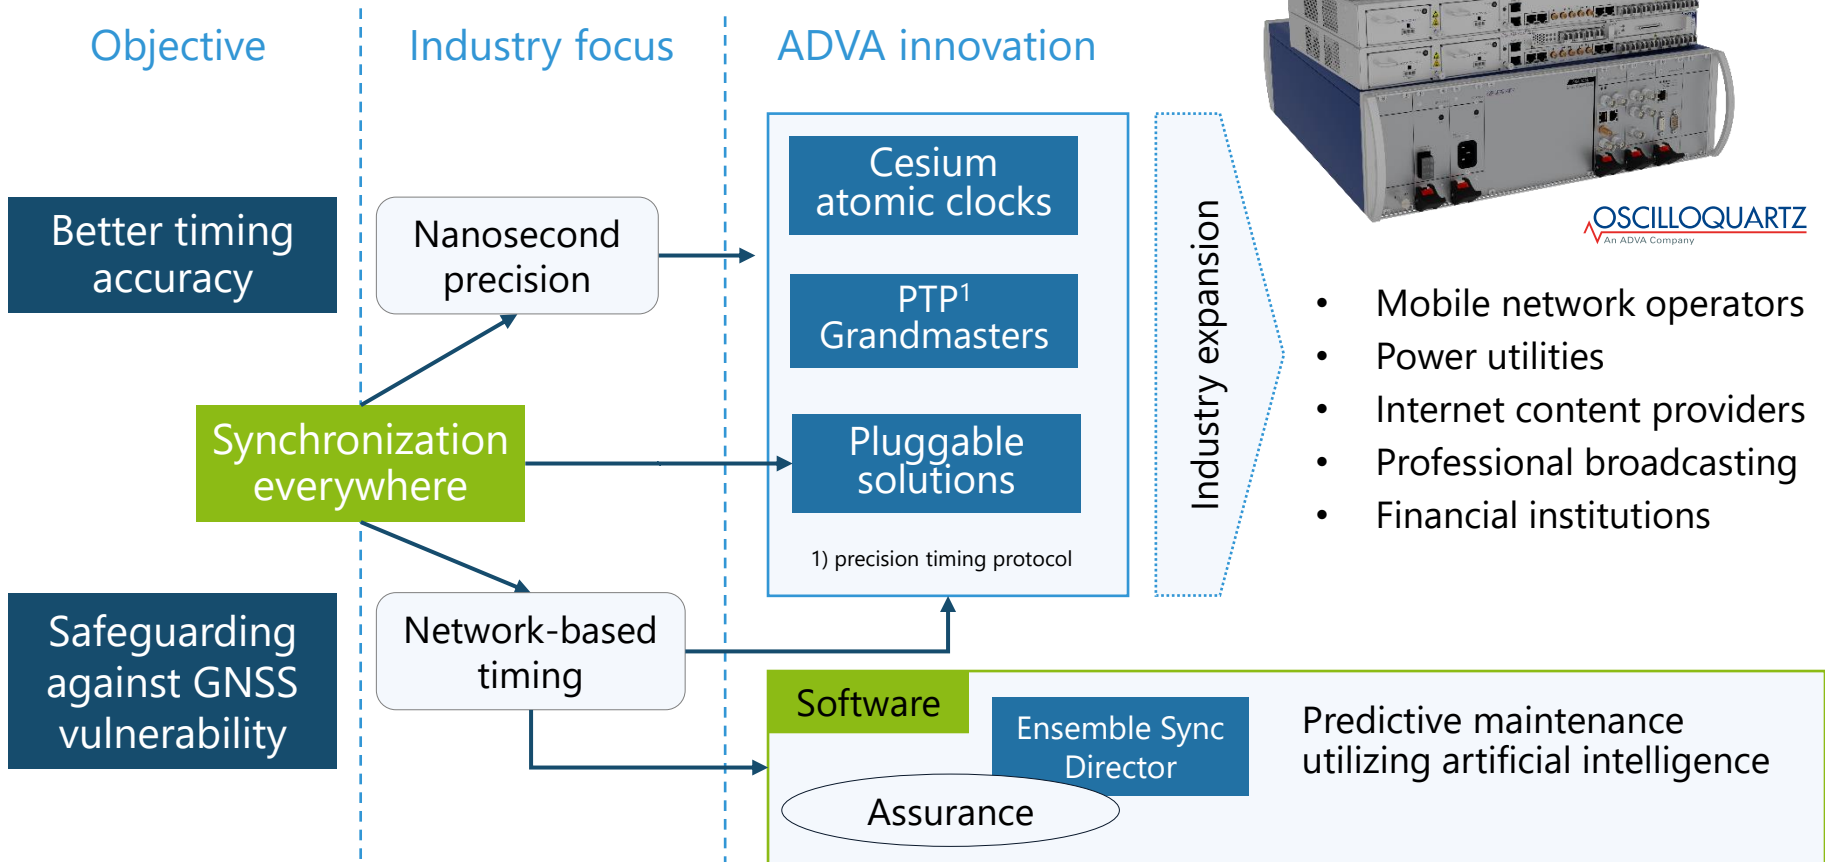 Objective
Industry focus
ADVA innovation
Better timing
accuracy
Nanosecond
precision
Cesium
atomic clocks
PTP¹
Grandmasters
Synchronization
everywhere
Pluggable
solutions
1) precision timing protocol
Industry expansion
OSCILLOQUARTZ
An ADVA Company
• Mobile network operators
• Power utilities
• Internet content providers
• Professional broadcasting
• Financial institutions
Safeguarding
against GNSS
vulnerability
Network-based
timing
Software
Ensemble Sync
Director
Assurance
Predictive maintenance
utilizing artificial intelligence